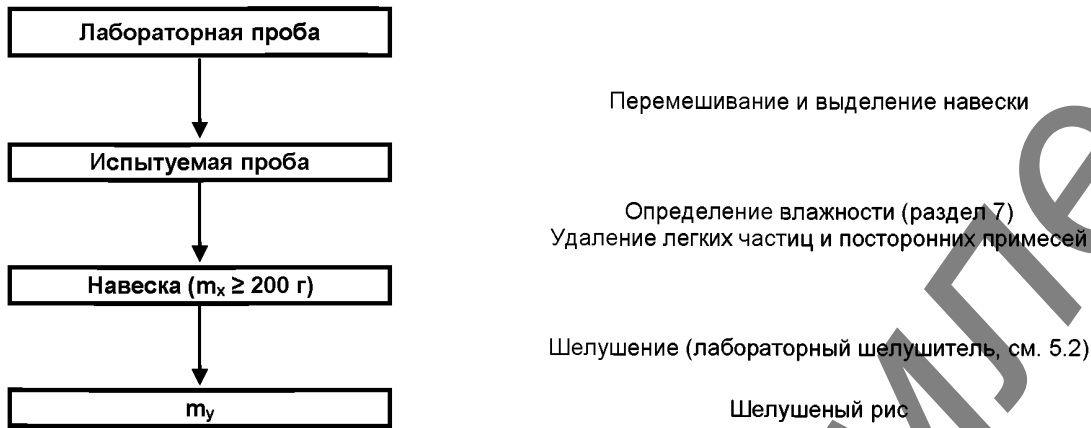 Лабораторная проба
Перемешивание и выделение навески
Испытуемая проба
Определение влажности (раздел 7)
Удаление легких частиц и посторонних примесей
Навеска (mₓ ≥ 200 г)
Шелушение (лабораторный шелушитель, см. 5.2)
mᵧ
Шелушеный рис